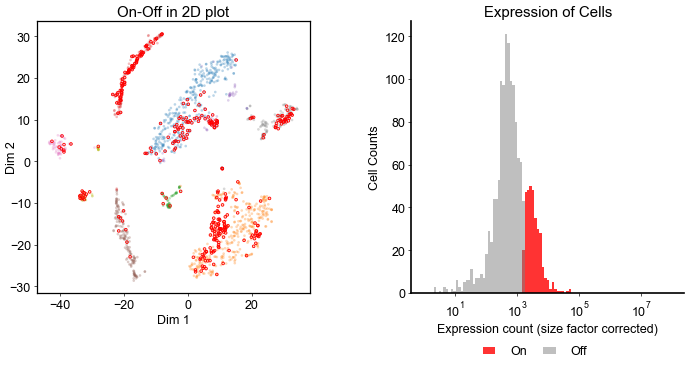 On-Off in 2D plot
30
20
10
0
−10
−20
−30
Dim 2
−40
−20
0
20
Dim 1
Expression of Cells
120
100
80
60
40
20
0
Cell Counts
10^1
10^3
10^5
10^7
Expression count (size factor corrected)
On
Off